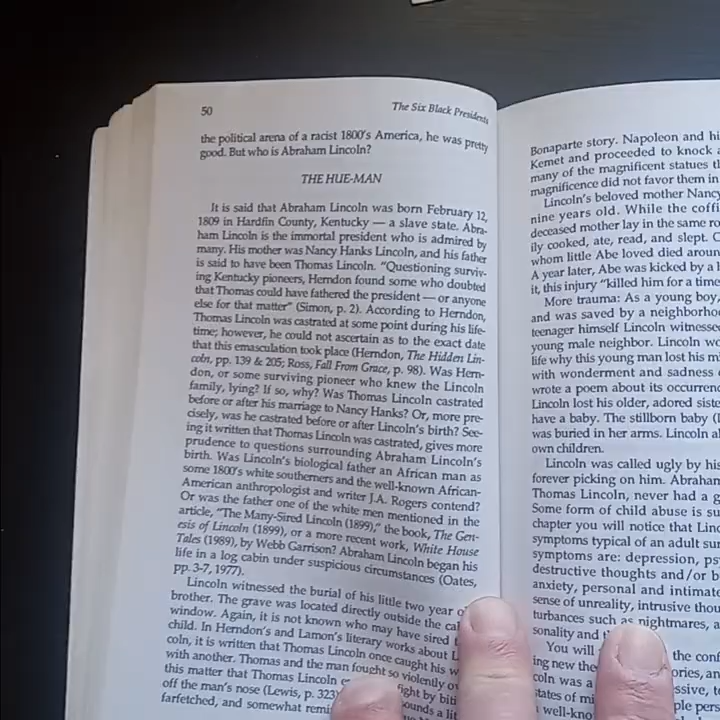 50
The Six Black Presidents
the political arena of a racist 1800's America, he was pretty
good. But who is Abraham Lincoln?
THE HUE-MAN
It is said that Abraham Lincoln was born February 12,
1809 in Hardfin County, Kentucky — a slave state. Abra-
ham Lincoln is the immortal president who is admired by
many. His mother was Nancy Hanks Lincoln, and his father
is said to have been Thomas Lincoln. "Questioning surviv-
ing Kentucky pioneers, Herndon found some who doubted
that Thomas could have fathered the president — or anyone
else for that matter" (Simon, p. 2). According to Herndon,
Thomas Lincoln was castrated at some point during his life-
time; however, he could not ascertain as to the exact date
that this emasculation took place (Herndon, The Hidden Lin-
coln, pp. 139 & 205; Ross, Fall From Grace, p. 98). Was Hern-
don, or some surviving pioneer who knew the Lincoln
family, lying? If so, why? Was Thomas Lincoln castrated
before or after his marriage to Nancy Hanks? Or, more pre-
cisely, was he castrated before or after Lincoln's birth? See-
ing it written that Thomas Lincoln was castrated, gives more
prudence to questions surrounding Abraham Lincoln's
birth. Was Lincoln's biological father an African man as
some 1800's white southerners and the well-known African-
American anthropologist and writer J.A. Rogers contend?
Or was the father one of the white men mentioned in the
article, "The Many-Sired Lincoln (1899)," the book, The Gen-
esis of Lincoln (1899), or a more recent work, White House
Tales (1989), by Webb Garrison? Abraham Lincoln began his
life in a log cabin under suspicious circumstances (Oates,
pp. 3-7, 1977).
Lincoln witnessed the burial of his little two year
brother. The grave was located directly outside the
window. Again, it is not known who may have sired
child. In Herndon's and Lamon's literary works about
coln, it is written that Thomas Lincoln once caught his
with another. Thomas and the man fought so violently
this matter that Thomas Lincoln fight by
off the man's nose (Lewis, p. 323 sounds a
farfetched, and somewhat
Bonaparte story. Napoleon and
Kemet and proceeded to knock
many of the magnificent statues
magnificence did not favor them in
Lincoln's beloved mother Nancy
nine years old. While the
deceased mother lay in the same
ily cooked, ate, read, and slept.
whom little Abe loved died
A year later, Abe was kicked by a
it, this injury "killed him for a time
More trauma: As a young boy,
and was saved by a
teenager himself Lincoln
young male neighbor. Lincoln
life why this young man lost his
with wonderment and sadness
wrote a poem about its
Lincoln lost his older, adored
have a baby. The stillborn baby
was buried in her arms. Lincoln
own children.
Lincoln was called ugly by his
forever picking on him.
Thomas Lincoln, never had a
Some form of child abuse is
chapter you will notice that
symptoms typical of an adult
symptoms are: depression,
destructive thoughts and/or
anxiety, personal and
sense of unreality, intrusive
turbances such as nightmares,
sonality and
You will the
ing new
coln was a
states of
a